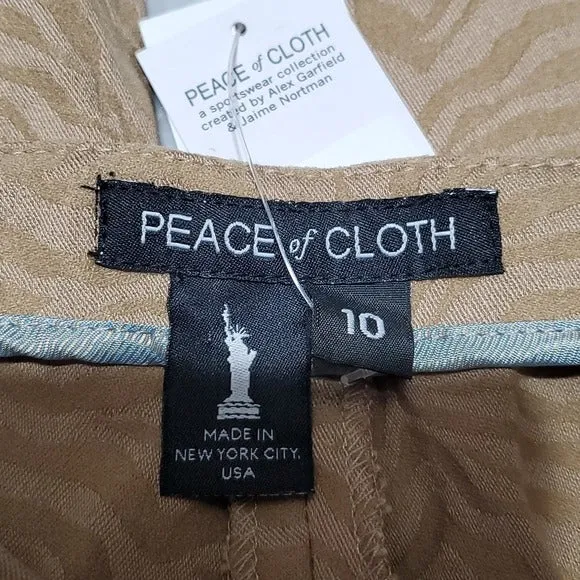 PEACE of CLOTH
a sportswear collection
created by Alex Garfield
& Jaime Nortman
PEACE of CLOTH
10
MADE IN
NEW YORK CITY,
USA